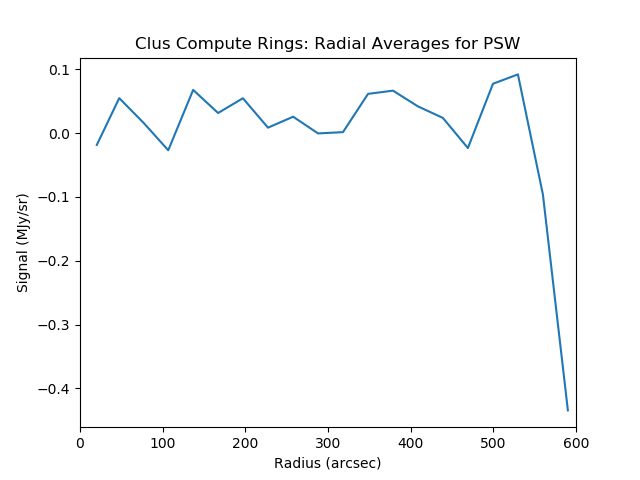 Clus Compute Rings: Radial Averages for PSW
0.1
0.0
−0.1
−0.2
−0.3
−0.4
Signal (MJy/sr)
0 100 200 300 400 500 600
Radius (arcsec)